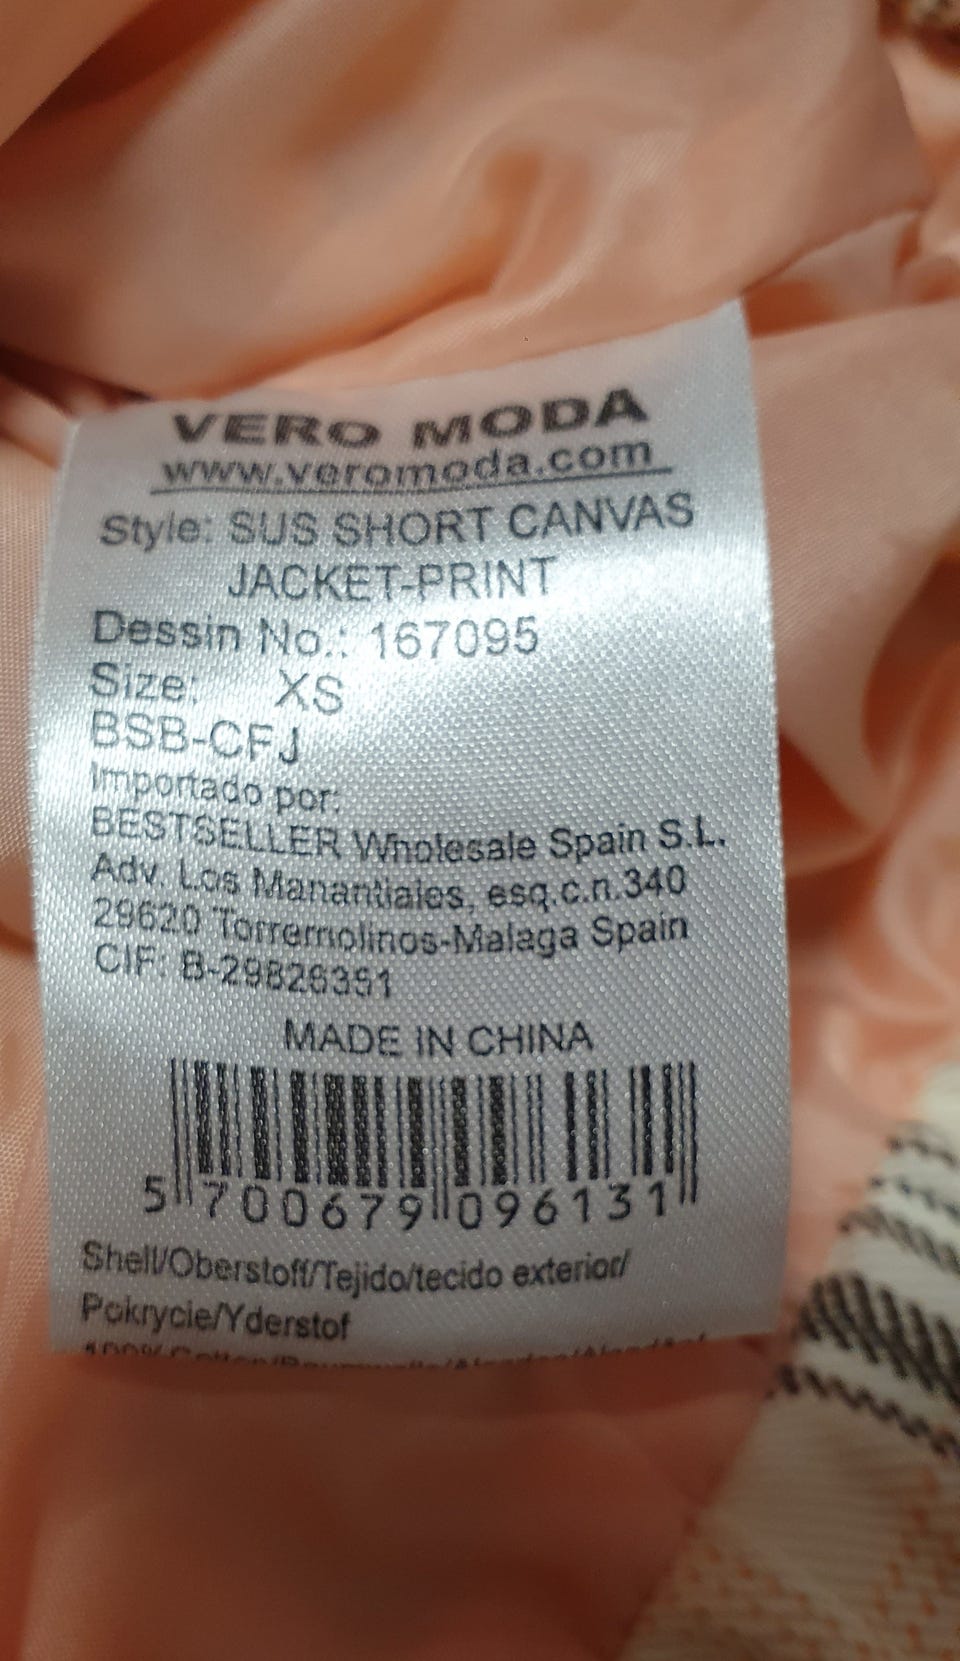 VERO MODA
www.veromoda.com
Style: SUS SHORT CANVAS
JACKET-PRINT
Dessin No.: 167095
Size: XS
BSB-CFJ
Importado por:
BESTSELLER Wholesale Spain S.L.
Adv. Los Manantiales, esq.c.n.340
29620 Torremolinos-Malaga Spain
CIF: B-29826351
MADE IN CHINA
5 700679 096131
Shell/Oberstoff/Tejido/tecido exterior/
Pokrycie/Yderstof